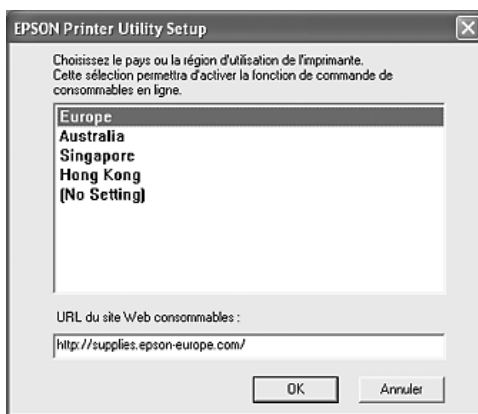 EPSON Printer Utility Setup
Choisissez le pays ou la région d'utilisation de l'imprimante.
Cette sélection permettra d'activer la fonction de commande de
consommables en ligne.
Europe
Australia
Singapore
Hong Kong
(No Setting)
URL du site Web consommables :
http://supplies.epson-europe.com/
OK
Annuler